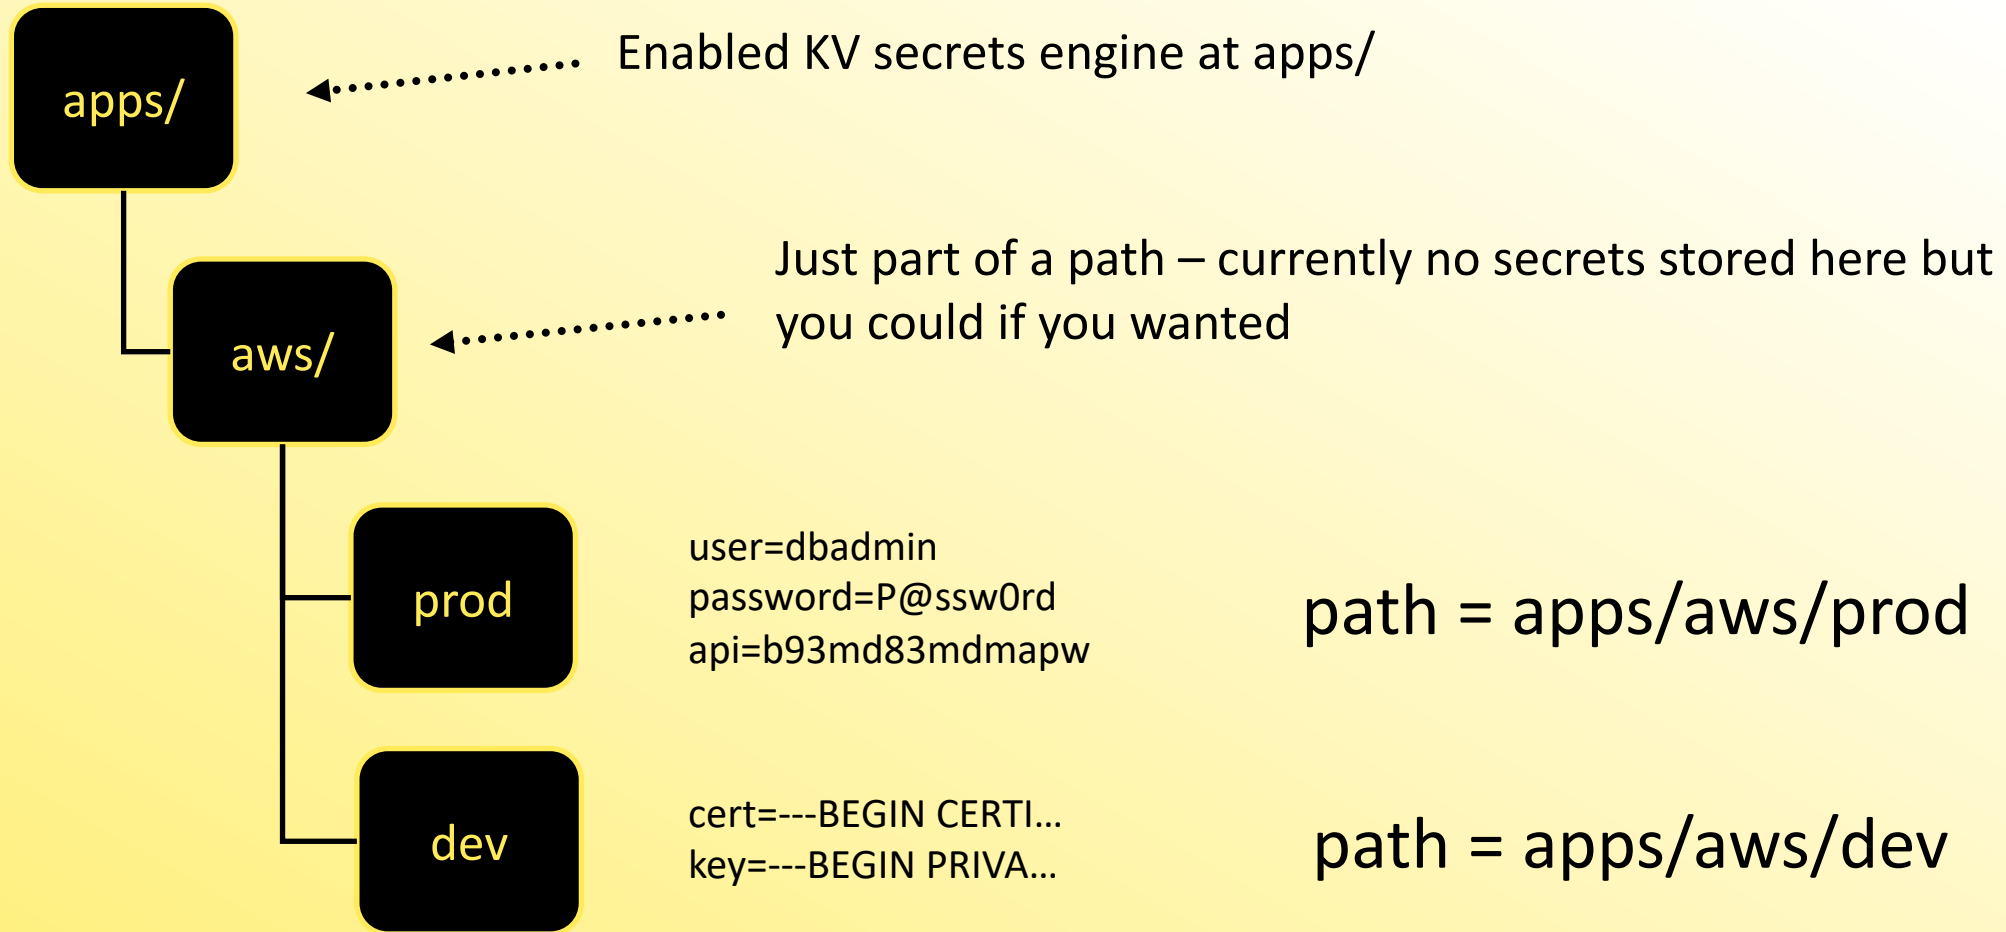 apps/
Enabled KV secrets engine at apps/
Just part of a path – currently no secrets stored here but
you could if you wanted
aws/
prod
user=dbadmin
password=P@ssw0rd
api=b93md83mdmapw
path = apps/aws/prod
dev
cert=---BEGIN CERTI...
key=---BEGIN PRIVA...
path = apps/aws/dev